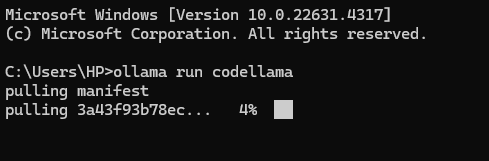 Microsoft Windows [Version 10.0.22631.4317]
(c) Microsoft Corporation. All rights reserved.
C:\Users\HP>ollama run codellama
pulling manifest
pulling 3a43f93b78ec... 4%